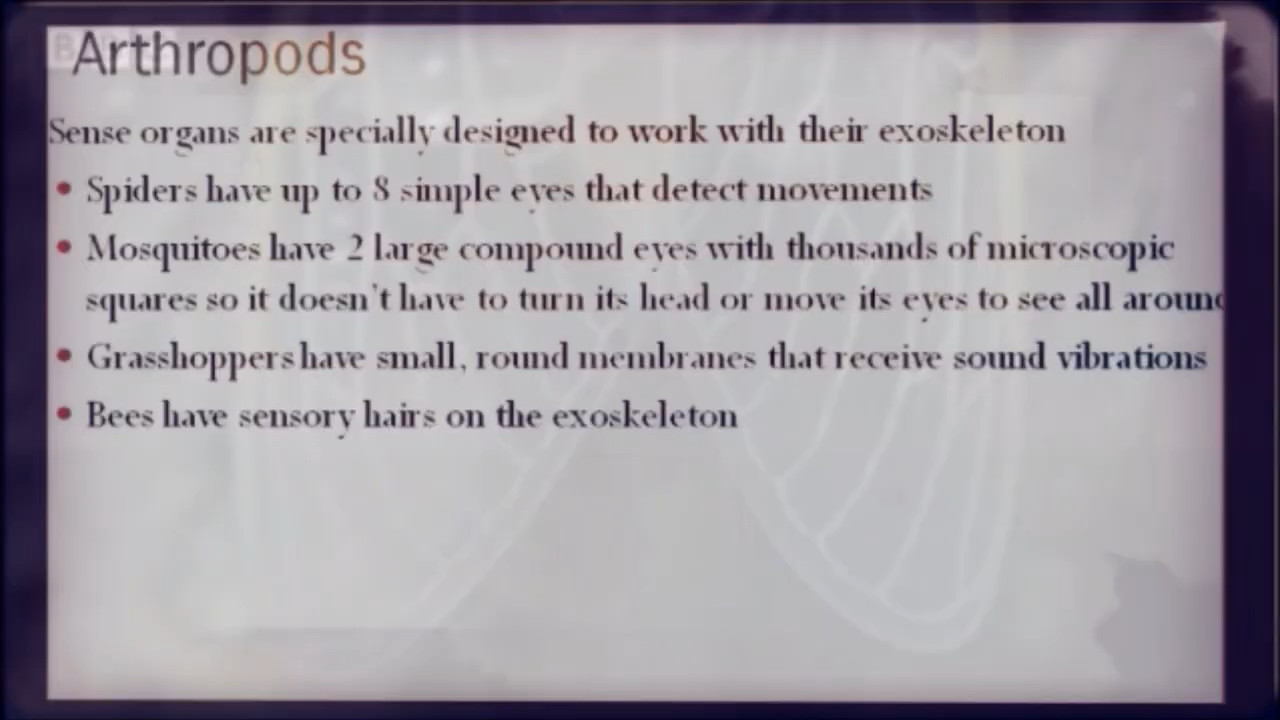 Arthropods
Sense organs are specially designed to work with their exoskeleton
• Spiders have up to 8 simple eyes that detect movements
• Mosquitoes have 2 large compound eyes with thousands of microscopic
squares so it doesn't have to turn its head or move its eyes to see all around
• Grasshoppers have small, round membranes that receive sound vibrations
• Bees have sensory hairs on the exoskeleton